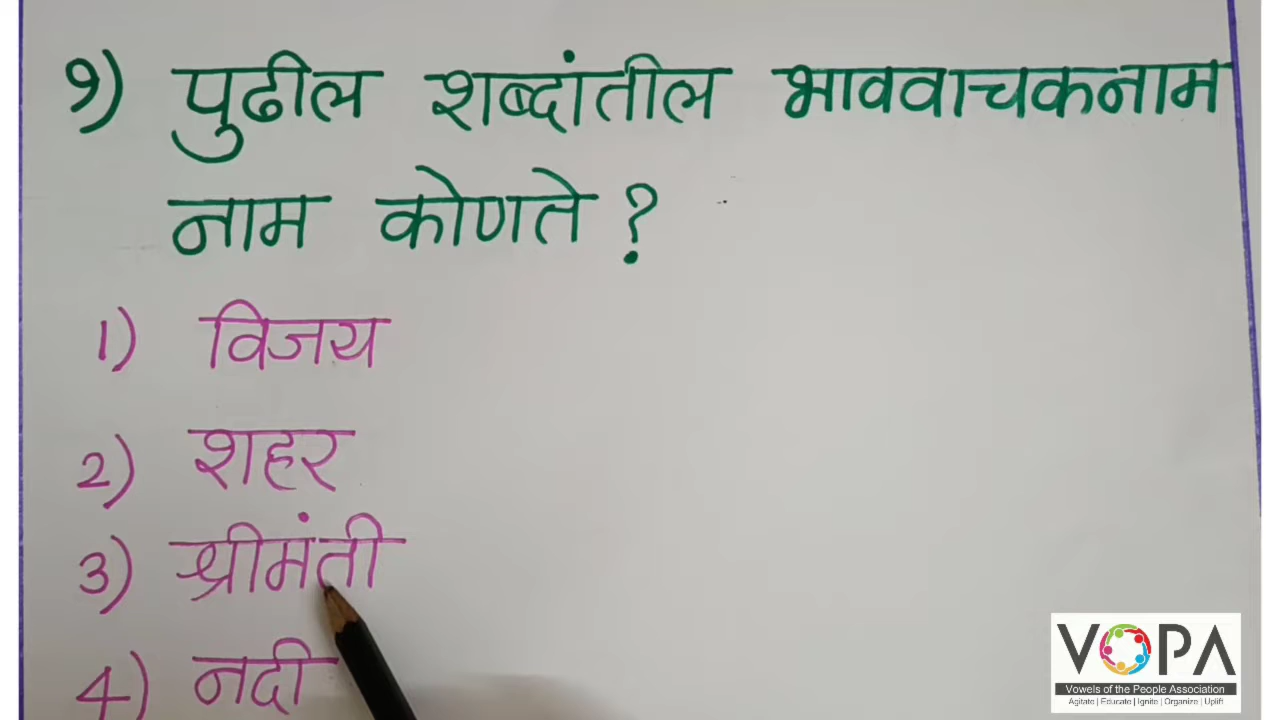 १) पुढील शब्दांतील भाववाचकनाम
नाम कोणते ?
1) विजय
2) शहर
3) श्रीमंती
4) नदी
VOPA
Vowels of the People Association
Agitate | Educate | Ignite | Organize | Uplift